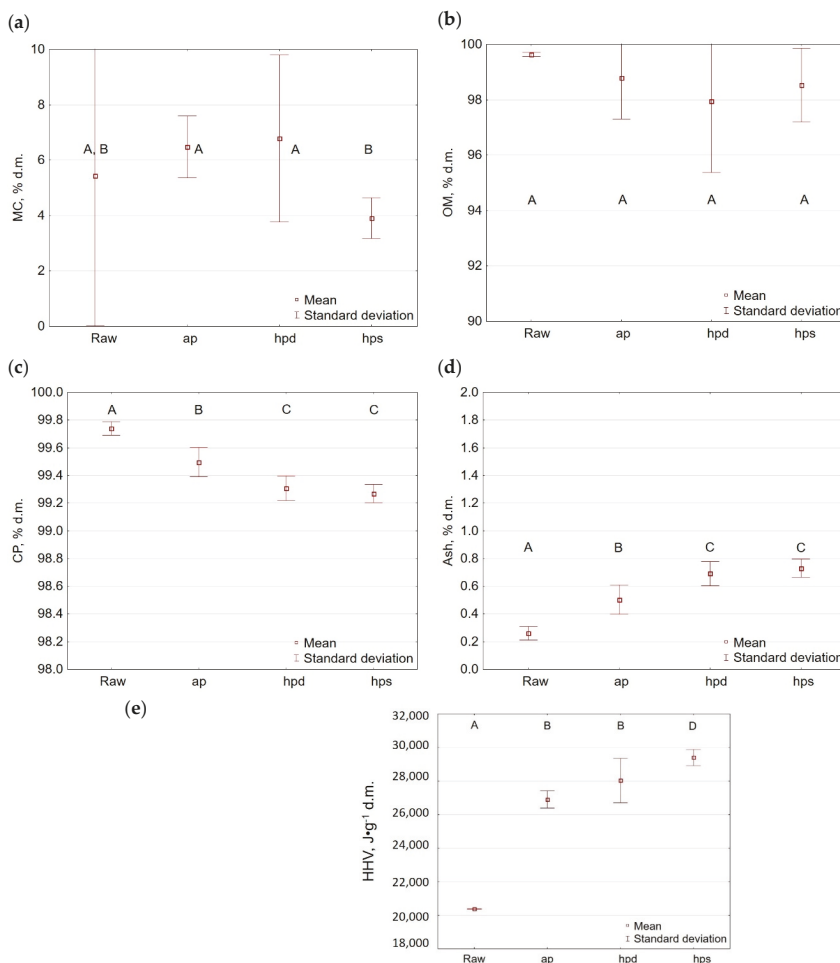 (a)
10
8
6
4
2
0
MC, % d.m.
A, B
A
A
B
Mean
Standard deviation
Raw
ap
hpd
hps
(b)
100
98
96
94
92
90
OM, % d.m.
A
A
A
A
Mean
Standard deviation
Raw
ap
hpd
hps
(c)
100.0
99.8
99.6
99.4
99.2
99.0
98.8
98.6
98.4
98.2
98.0
CP, % d.m.
A
B
C
C
Mean
Standard deviation
Raw
ap
hpd
hps
(d)
2.0
1.8
1.6
1.4
1.2
1.0
0.8
0.6
0.4
0.2
0.0
Ash, % d.m.
A
B
C
C
Mean
Standard deviation
Raw
ap
hpd
hps
(e)
32,000
30,000
28,000
26,000
24,000
22,000
20,000
18,000
HHV, J•g⁻¹ d.m.
A
B
B
D
Mean
Standard deviation
Raw
ap
hpd
hps